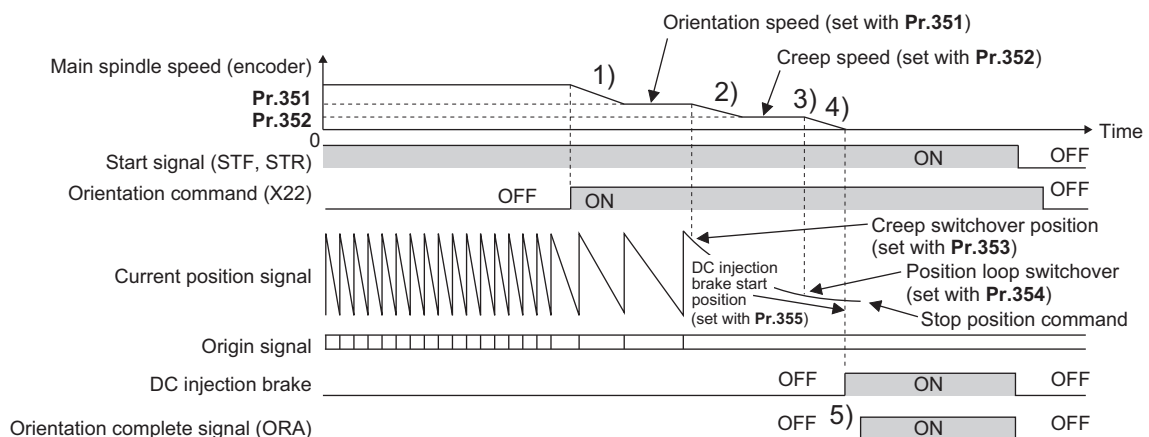 Orientation speed (set with Pr.351)
Main spindle speed (encoder)
1)
Creep speed (set with Pr.352)
Pr.351
2)
3)
4)
Pr.352
0
Time
Start signal (STF, STR)
ON
OFF
Orientation command (X22)
OFF
ON
OFF
Creep switchover position
(set with Pr.353)
Current position signal
DC injection
brake start
position
(set with Pr.355)
Position loop switchover
(set with Pr.354)
Stop position command
Origin signal
DC injection brake
OFF
ON
OFF
Orientation complete signal (ORA)
OFF
5)
ON
OFF